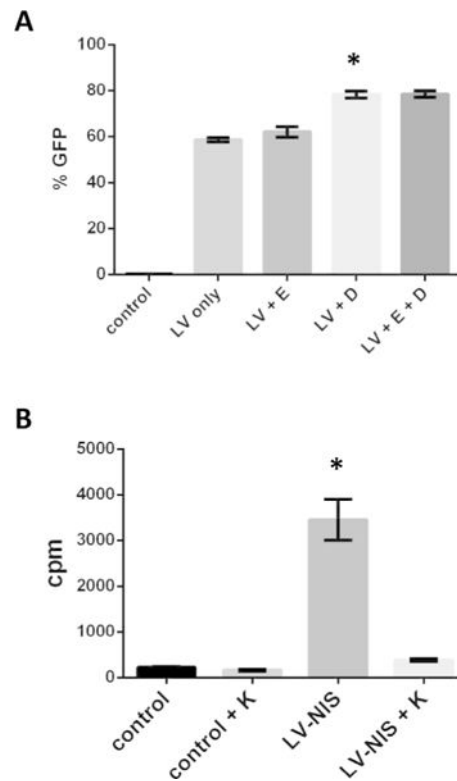 A
100
80
60
40
20
0
% GFP
*
control
LV only
LV + E
LV + D
LV + E + D
B
5000
4000
3000
2000
1000
0
cpm
*
control
control + K
LV-NIS
LV-NIS + K